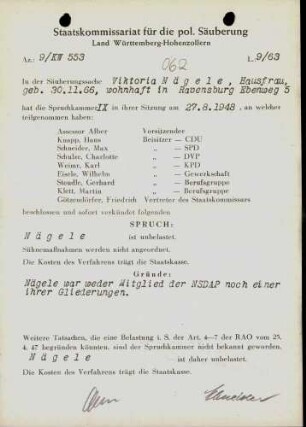 Staatskommissariat für die pol. Säuberung
Land Württemberg-Hohenzollern
Az.: 9/KW 553
L.9/63
062
In der Säuberungssache Viktoria Nägele, Hausfrau,
geb. 30.11.66, wohnhaft in Ravensburg Ebenweg 5
hat die Spruchkammer IX in ihrer Sitzung am 27.8.1948, an welcher
teilgenommen haben:
Assessor Alber Vorsitzender
Knupp, Hans Beisitzer — CDU
Schneider, Max „ — SPD
Schuler, Charlotte „ — DVP
Weimer, Karl „ — KPD
Eisele, Wilhelm „ — Gewerkschaft
Steudle, Gerhard „ — Berufsgruppe
Klett, Martin „ — Berufsgruppe
Götzendörfer, Friedrich Vertreter des Staatskommissars
beschlossen und sofort verkündet folgenden
SPRUCH:
Nägele ist unbelastet.
Sühnemaßnahmen werden nicht angeordnet.
Die Kosten des Verfahrens trägt die Staatskasse.
Gründe:
Nägele war weder Mitglied der NSDAP noch einer
ihrer Gliederungen.
Weitere Tatsachen, die eine Belastung i. S. der Art. 4—7 der RAO vom 25.
4. 47 begründen könnten, sind der Spruchkammer nicht bekannt geworden.
Nägele ist daher unbelastet.
Die Kosten des Verfahrens trägt die Staatskasse.